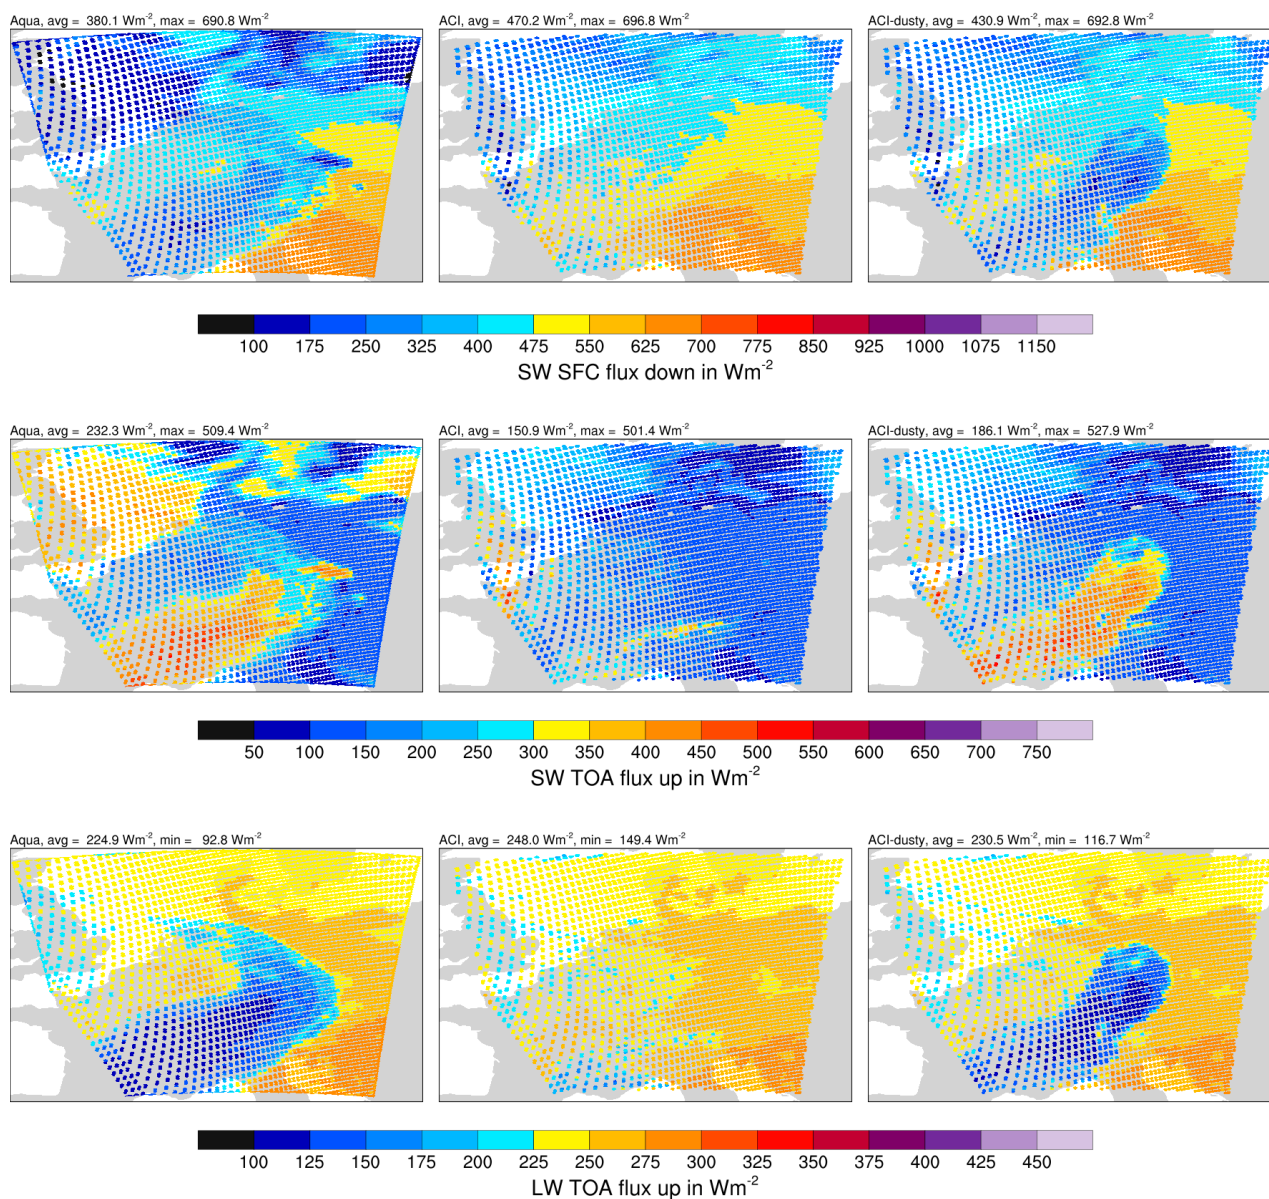 Aqua, avg = 380.1 Wm⁻², max = 690.8 Wm⁻²
ACI, avg = 470.2 Wm⁻², max = 696.8 Wm⁻²
ACI-dusty, avg = 430.9 Wm⁻², max = 692.8 Wm⁻²
100 175 250 325 400 475 550 625 700 775 850 925 1000 1075 1150
SW SFC flux down in Wm⁻²
Aqua, avg = 232.3 Wm⁻², max = 509.4 Wm⁻²
ACI, avg = 150.9 Wm⁻², max = 501.4 Wm⁻²
ACI-dusty, avg = 186.1 Wm⁻², max = 527.9 Wm⁻²
50 100 150 200 250 300 350 400 450 500 550 600 650 700 750
SW TOA flux up in Wm⁻²
Aqua, avg = 224.9 Wm⁻², min = 92.8 Wm⁻²
ACI, avg = 248.0 Wm⁻², min = 149.4 Wm⁻²
ACI-dusty, avg = 230.5 Wm⁻², min = 116.7 Wm⁻²
100 125 150 175 200 225 250 275 300 325 350 375 400 425 450
LW TOA flux up in Wm⁻²